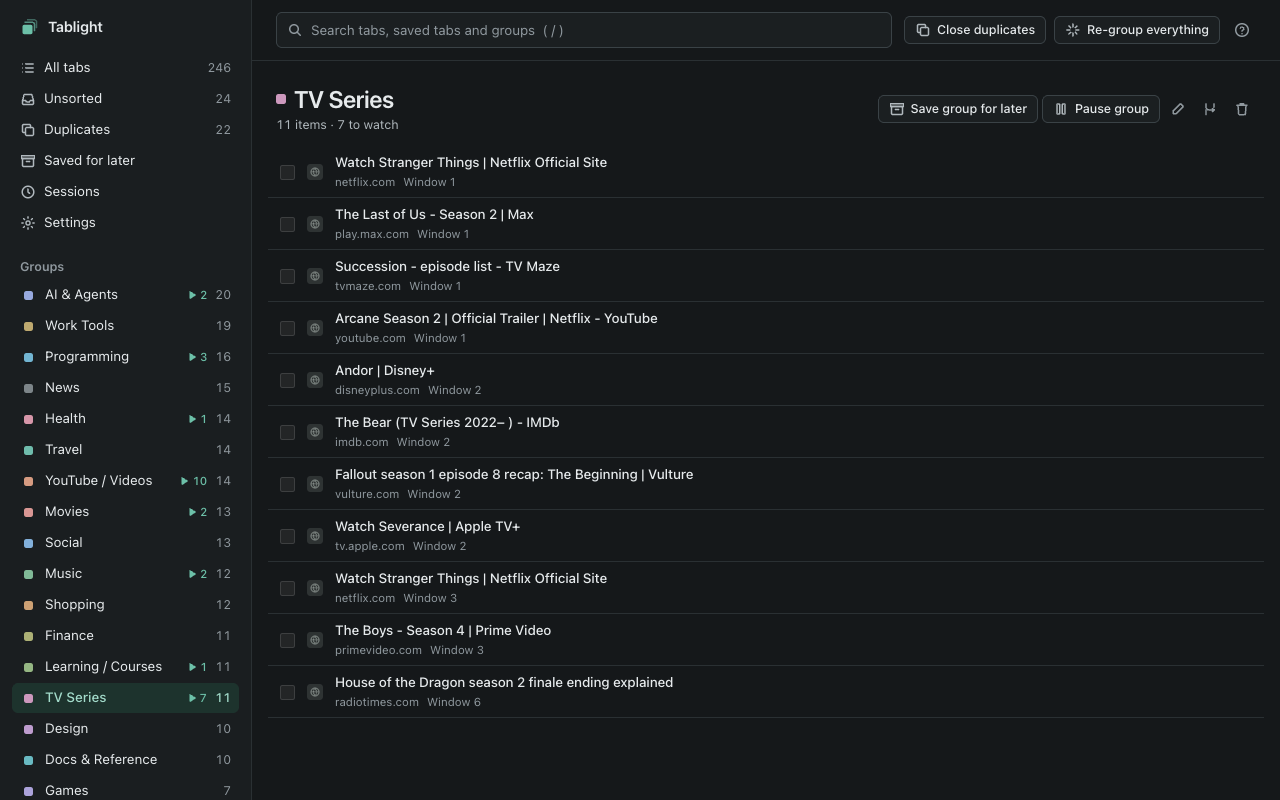 Tablight
All tabs 246
Unsorted 24
Duplicates 22
Saved for later
Sessions
Settings
Groups
AI & Agents 2 20
Work Tools 19
Programming 3 16
News 15
Health 1 14
Travel 14
YouTube / Videos 10 14
Movies 2 13
Social 13
Music 2 12
Shopping 12
Finance 11
Learning / Courses 1 11
TV Series 7 11
Design 10
Docs & Reference 10
Games 7
Search tabs, saved tabs and groups ( / )
Close duplicates
Re-group everything
TV Series
11 items · 7 to watch
Save group for later
Pause group
Watch Stranger Things | Netflix Official Site
netflix.com Window 1
The Last of Us - Season 2 | Max
play.max.com Window 1
Succession - episode list - TV Maze
tvmaze.com Window 1
Arcane Season 2 | Official Trailer | Netflix - YouTube
youtube.com Window 1
Andor | Disney+
disneyplus.com Window 2
The Bear (TV Series 2022– ) - IMDb
imdb.com Window 2
Fallout season 1 episode 8 recap: The Beginning | Vulture
vulture.com Window 2
Watch Severance | Apple TV+
tv.apple.com Window 2
Watch Stranger Things | Netflix Official Site
netflix.com Window 3
The Boys - Season 4 | Prime Video
primevideo.com Window 3
House of the Dragon season 2 finale ending explained
radiotimes.com Window 6